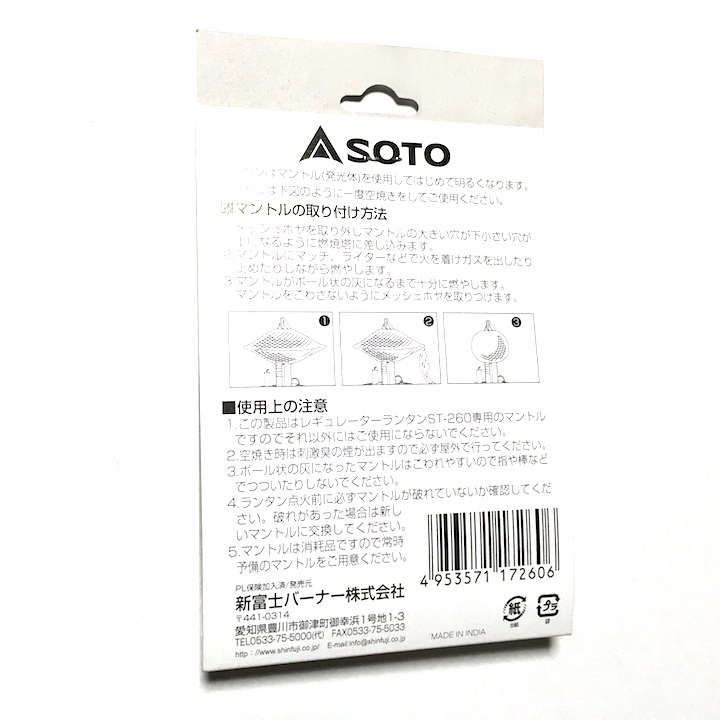 SOTO
はマントル(発光体)を使用してはじめて明るくなります。
は下図のように一度空焼きをしてご使用ください。
マントルの取り付け方法
メッシュホヤを取り外しマントルの大きい穴が下小さい穴が
になるように燃焼塔に差し込みます。
マントルにマッチ、ライターなどで火を着けガスを出したり
止めたりしながら燃やします。
3.マントルがボール状の灰になるまで十分に燃やします。
マントルをこわさないようにメッシュホヤを取りつけます。
1 2 3
■使用上の注意
1.この製品はレギュレーターランタンST-260専用のマントル
ですのでそれ以外にはご使用にならないでください。
2.空焼き時は刺激臭の煙が出ますので必ず屋外で行ってください。
3.ボール状の灰になったマントルはこわれやすいので指や棒など
でつついたりしないでください。
4.ランタン点火前に必ずマントルが破れていないか確認してくだ
さい。破れがあった場合は新し
いマントルに交換してください。
5.マントルは消耗品ですので常時
予備のマントルをご用意ください。
4 953571 172606
PL保険加入済/発売元
新富士バーナー株式会社
〒441-0314
愛知県豊川市御津町御幸浜1号地1-3
TEL0533-75-5000(代) FAX0533-75-5033
http://www.shinfuji.co.jp/ E-mail:info@shinfuji.co.jp
紙
プラ
袋
MADE IN INDIA